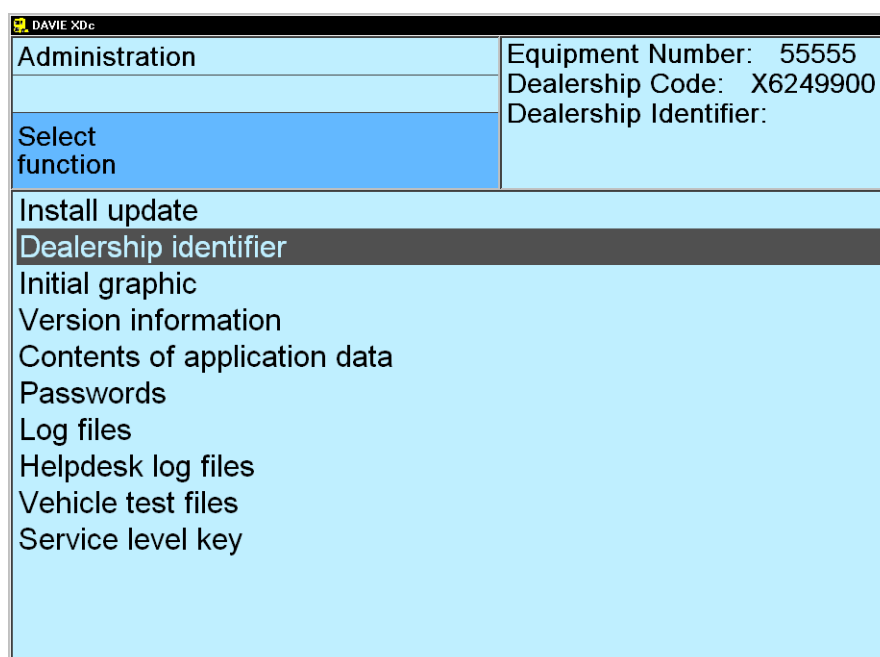 DAVIE XDc
Administration
Select
function
Equipment Number: 55555
Dealership Code: X6249900
Dealership Identifier:
Install update
Dealership identifier
Initial graphic
Version information
Contents of application data
Passwords
Log files
Helpdesk log files
Vehicle test files
Service level key